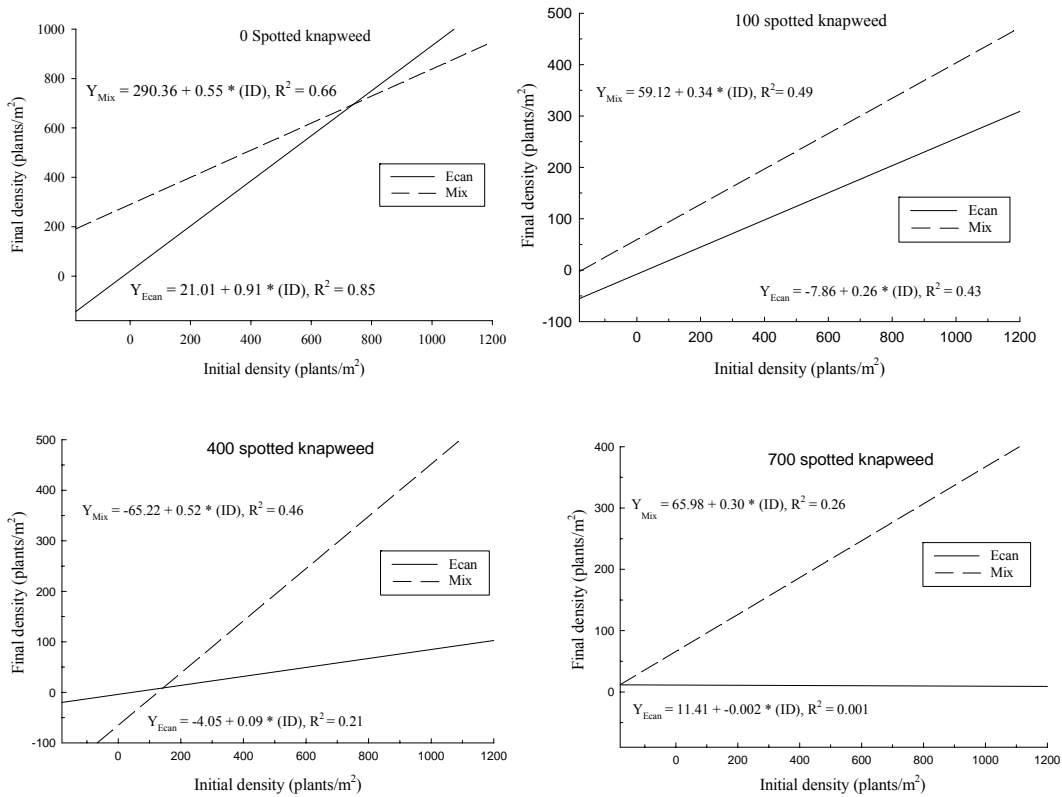 0 Spotted knapweed
Y_Mix = 290.36 + 0.55 * (ID), R² = 0.66
Final density (plants/m²)
1000
800
600
400
200
0
Ecan
Mix
Y_Ecan = 21.01 + 0.91 * (ID), R² = 0.85
0 200 400 600 800 1000 1200
Initial density (plants/m²)
100 spotted knapweed
Y_Mix = 59.12 + 0.34 * (ID), R² = 0.49
Final density (plants/m²)
500
400
300
200
100
0
-100
Ecan
Mix
Y_Ecan = -7.86 + 0.26 * (ID), R² = 0.43
0 200 400 600 800 1000 1200
Initial density (plants/m²)
400 spotted knapweed
Y_Mix = -65.22 + 0.52 * (ID), R² = 0.46
Final density (plants/m²)
500
400
300
200
100
0
-100
Ecan
Mix
Y_Ecan = -4.05 + 0.09 * (ID), R² = 0.21
0 200 400 600 800 1000 1200
Initial density (plants/m²)
700 spotted knapweed
Y_Mix = 65.98 + 0.30 * (ID), R² = 0.26
Final density (plants/m²)
400
300
200
100
0
Ecan
Mix
Y_Ecan = 11.41 + -0.002 * (ID), R² = 0.001
0 200 400 600 800 1000 1200
Initial density (plants/m²)